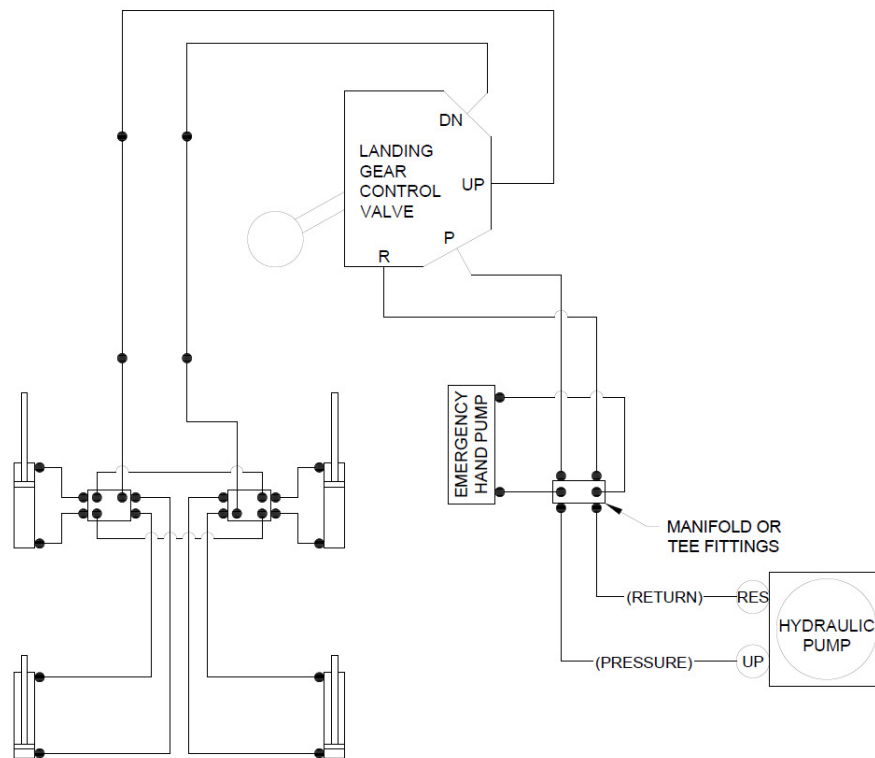 DN
LANDING
GEAR
CONTROL
VALVE
UP
P
R
EMERGENCY
HAND PUMP
MANIFOLD OR
TEE FITTINGS
(RETURN)
RES
HYDRAULIC
PUMP
(PRESSURE)
UP